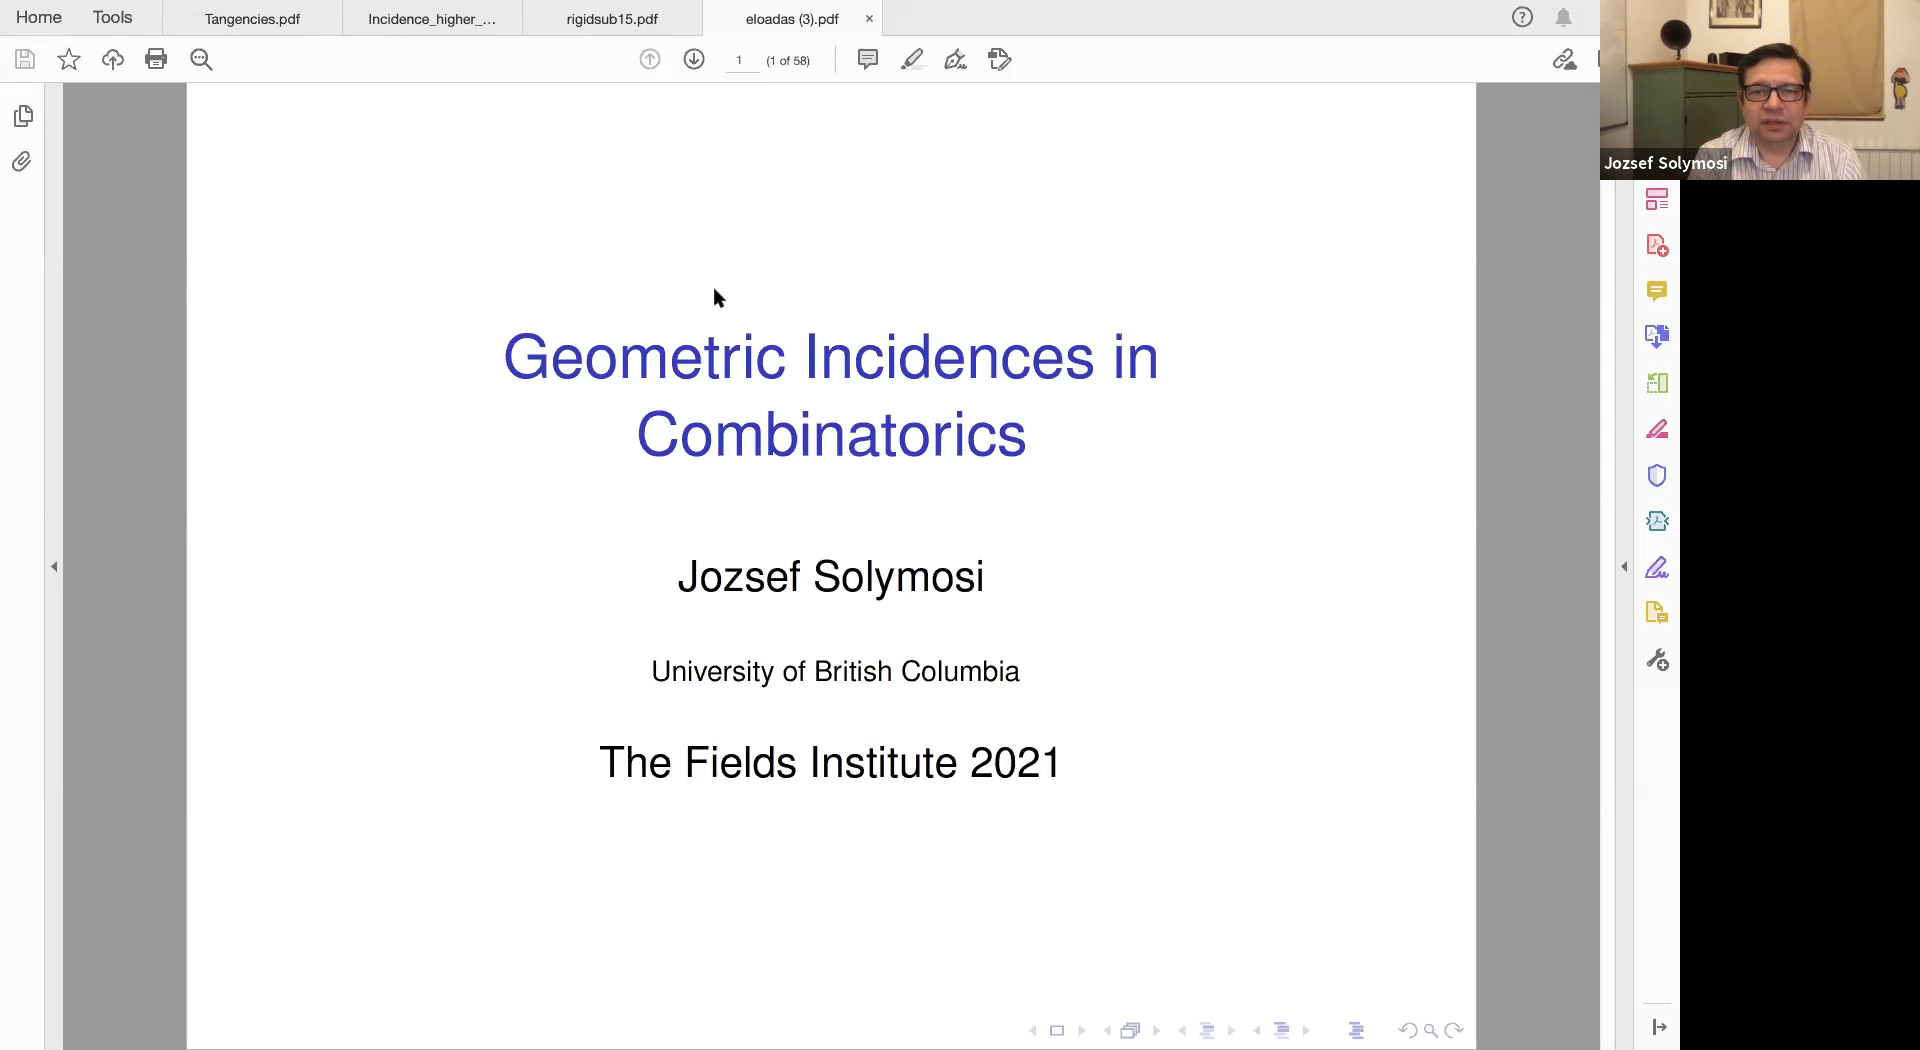 Home Tools Tangencies.pdf Incidence_higher_... rigidsub15.pdf eloadas (3).pdf ×
1 (1 of 58)
Jozsef Solymosi
Geometric Incidences in
Combinatorics
Jozsef Solymosi
University of British Columbia
The Fields Institute 2021